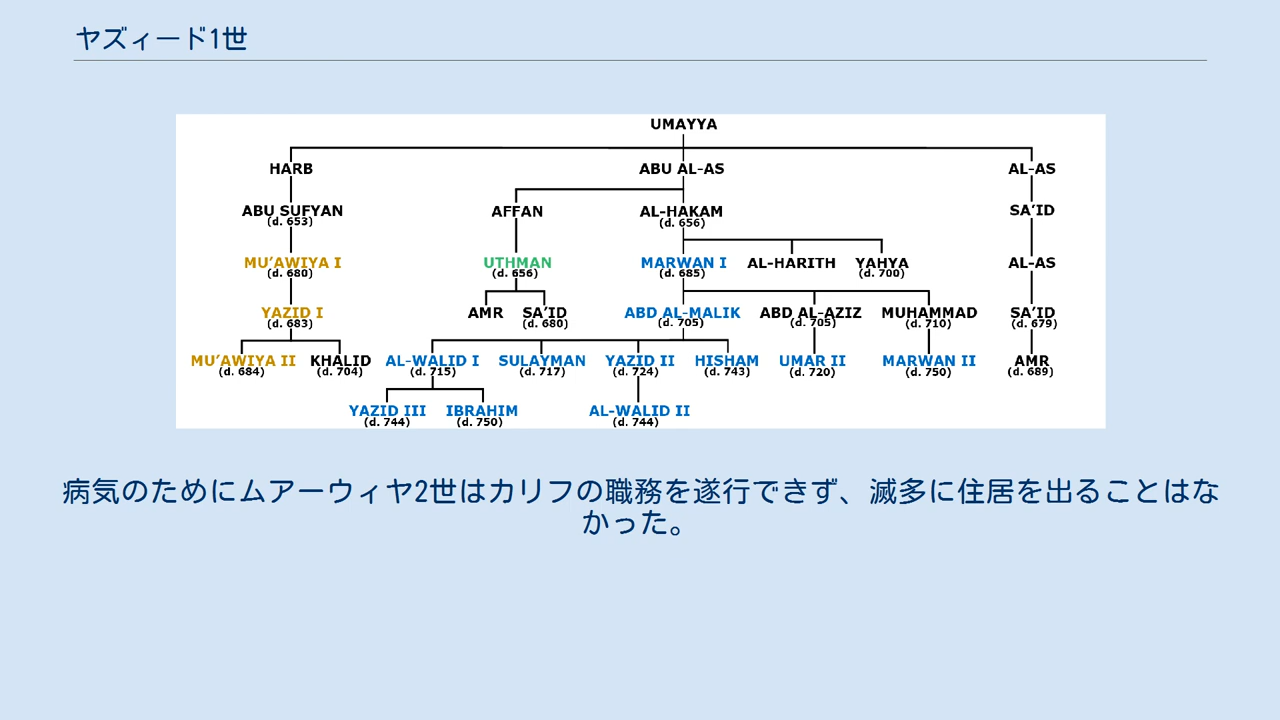 ヤズィード1世
UMAYYA
HARB ABU AL-AS AL-AS
ABU SUFYAN (d. 653) AFFAN AL-HAKAM (d. 656) SA'ID
MU'AWIYA I (d. 680) UTHMAN (d. 656) MARWAN I (d. 685) AL-HARITH YAHYA (d. 700) AL-AS
YAZID I (d. 683) AMR SA'ID (d. 680) ABD AL-MALIK (d. 705) ABD AL-AZIZ (d. 705) MUHAMMAD (d. 710) SA'ID (d. 679)
MU'AWIYA II (d. 684) KHALID (d. 704) AL-WALID I (d. 715) SULAYMAN (d. 717) YAZID II (d. 724) HISHAM (d. 743) UMAR II (d. 720) MARWAN II (d. 750) AMR (d. 689)
YAZID III (d. 744) IBRAHIM (d. 750) AL-WALID II (d. 744)
病気のためにムアーウィヤ2世はカリフの職務を遂行できず、滅多に住居を出ることはな
かった。